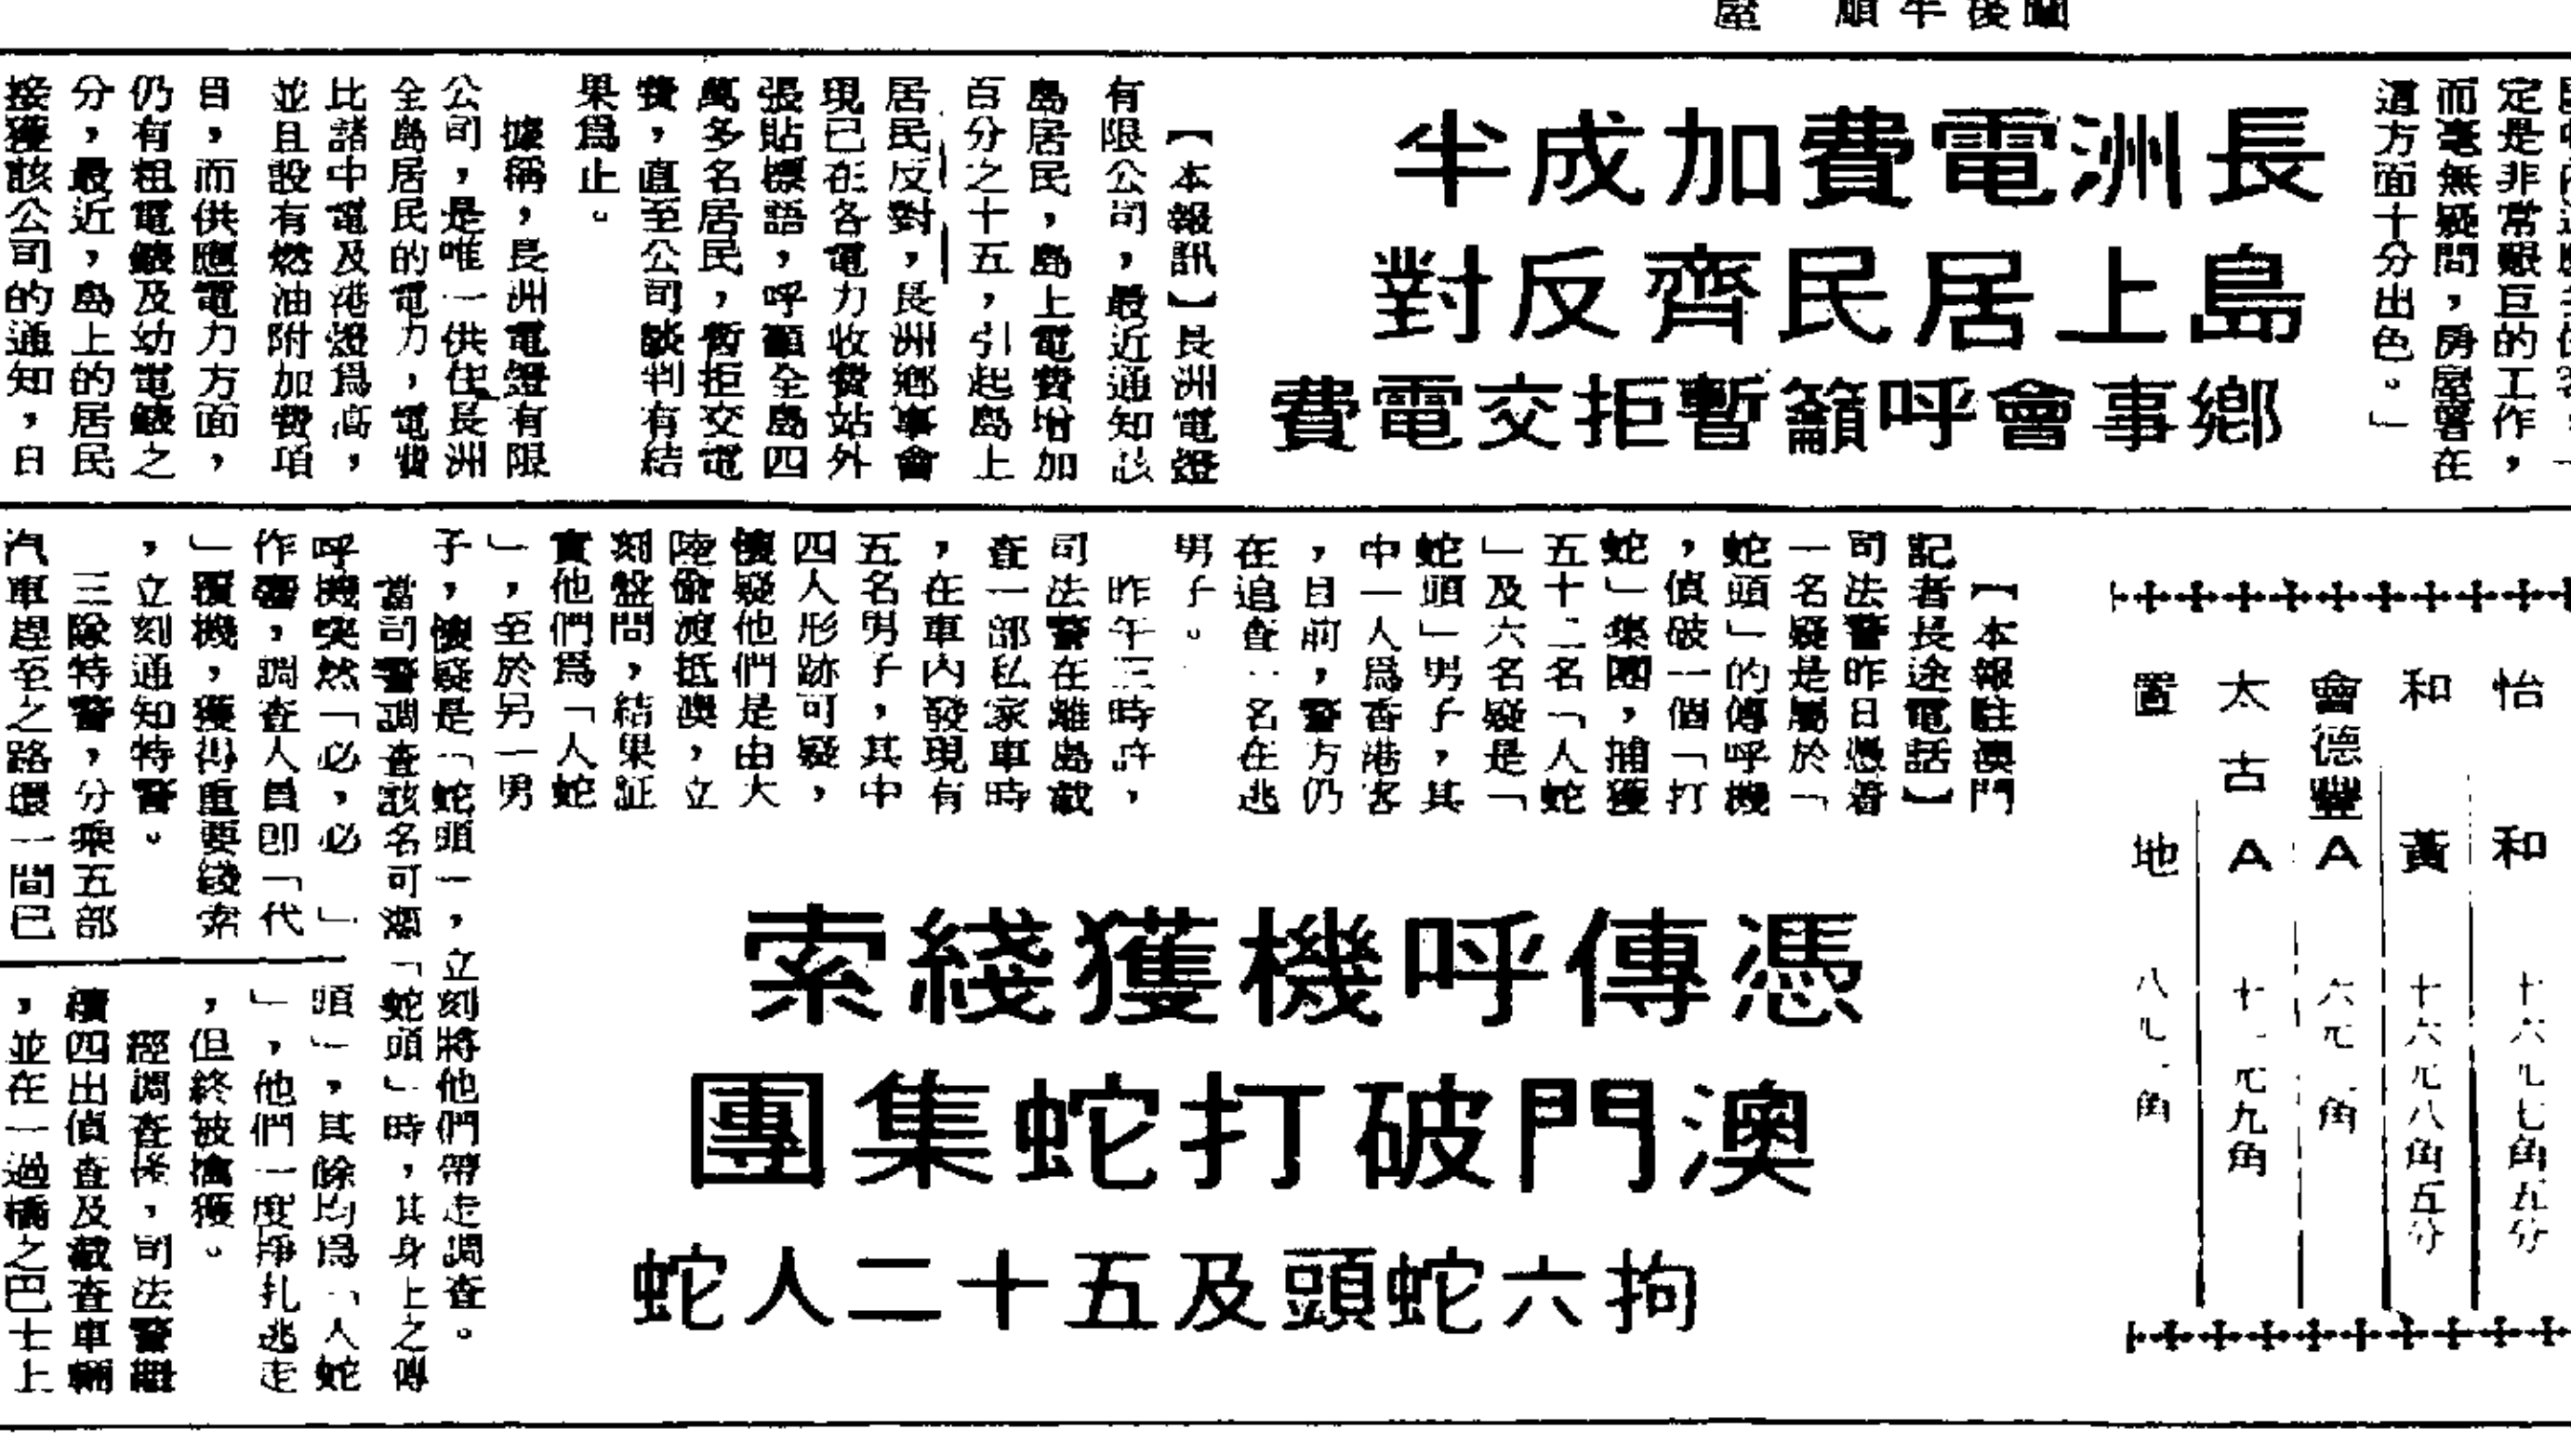 定是非常艱巨的工作，
而毫無疑問，房屋署在
這方面十分出色。」
長洲電費加成半
島上居民齊反對
鄉事會呼籲暫拒交電費
【本報訊】長洲電燈
有限公司，最近通知該
島居民，島上電費增加
百分之十五，引起島上
居民反對，長洲鄉事會
現已在各電力收費站外
張貼標語，呼籲全島四
萬多名居民，暫拒交電
費，直至公司談判有結
果爲止。
據稱，長洲電燈有限
公司，是唯一供住長洲
全島居民的電力，電費
比諸中電及港燈爲高，
並且設有燃油附加費項
目，而供應電力方面，
仍有粗電纜及幼電纜之
分，最近，島上的居民
接獲該公司的通知，日
怡和 十六元七角五分
和黃 十六元八角五分
會德豐A 六元一角
太古A
置地
憑傳呼機獲綫索
澳門破打蛇集團
拘六蛇頭及五十二人蛇
【本報駐澳門
記者長途電話】
司法警昨日憑着
一名疑是屬於「
蛇頭」的傳呼機
，偵破一個「打
蛇」集團，捕獲
五十二名「人蛇
」及六名疑是「
蛇頭」男子，其
中一人爲香港客
，目前，警方仍
在追查一名在逃
男子。
昨午三時許，
司法警在離島截
查一部私家車時
，在車內發現有
五名男子，其中
四人形跡可疑，
懷疑他們是由大
陸偷渡抵澳，立
刻盤問，結果証
實他們爲「人蛇
」，至於另一男
子，懷疑是「蛇頭」，立刻將他們帶走調查。
當司警調查該名可疑「蛇頭」時，其身上之傳
呼機突然「必，必」
作響，調查人員即「代
」覆機，獲得重要綫索
，立刻通知特警。
三隊特警，分乘五部
汽車趕至之路環一間已
頭」，其餘均爲「人蛇
」，他們一度掙扎逃走
，但終被擒獲。
經調查後，司法警繼
續四出偵查及截查車輛
，並在一過橋之巴士上